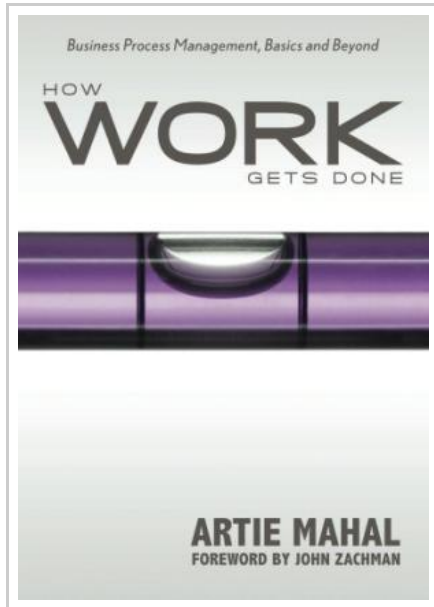 Business Process Management, Basics and Beyond
HOW
WORK
GETS DONE
ARTIE MAHAL
FOREWORD BY JOHN ZACHMAN